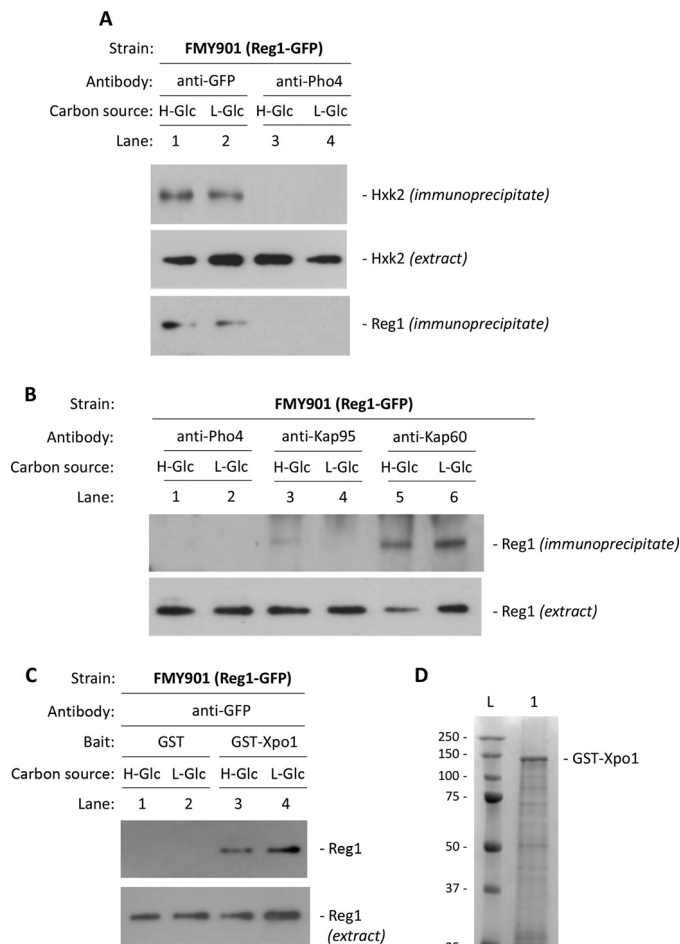 A
Strain: FMY901 (Reg1-GFP)
Antibody: anti-GFP anti-Pho4
Carbon source: H-Glc L-Glc H-Glc L-Glc
Lane: 1 2 3 4
- Hxk2 (immunoprecipitate)
- Hxk2 (extract)
- Reg1 (immunoprecipitate)
B
Strain: FMY901 (Reg1-GFP)
Antibody: anti-Pho4 anti-Kap95 anti-Kap60
Carbon source: H-Glc L-Glc H-Glc L-Glc H-Glc L-Glc
Lane: 1 2 3 4 5 6
- Reg1 (immunoprecipitate)
- Reg1 (extract)
C
Strain: FMY901 (Reg1-GFP)
Antibody: anti-GFP
Bait: GST GST-Xpo1
Carbon source: H-Glc L-Glc H-Glc L-Glc
Lane: 1 2 3 4
- Reg1
- Reg1
(extract)
D
L 1
250 -
150 -
- GST-Xpo1
100 -
75 -
50 -
37 -